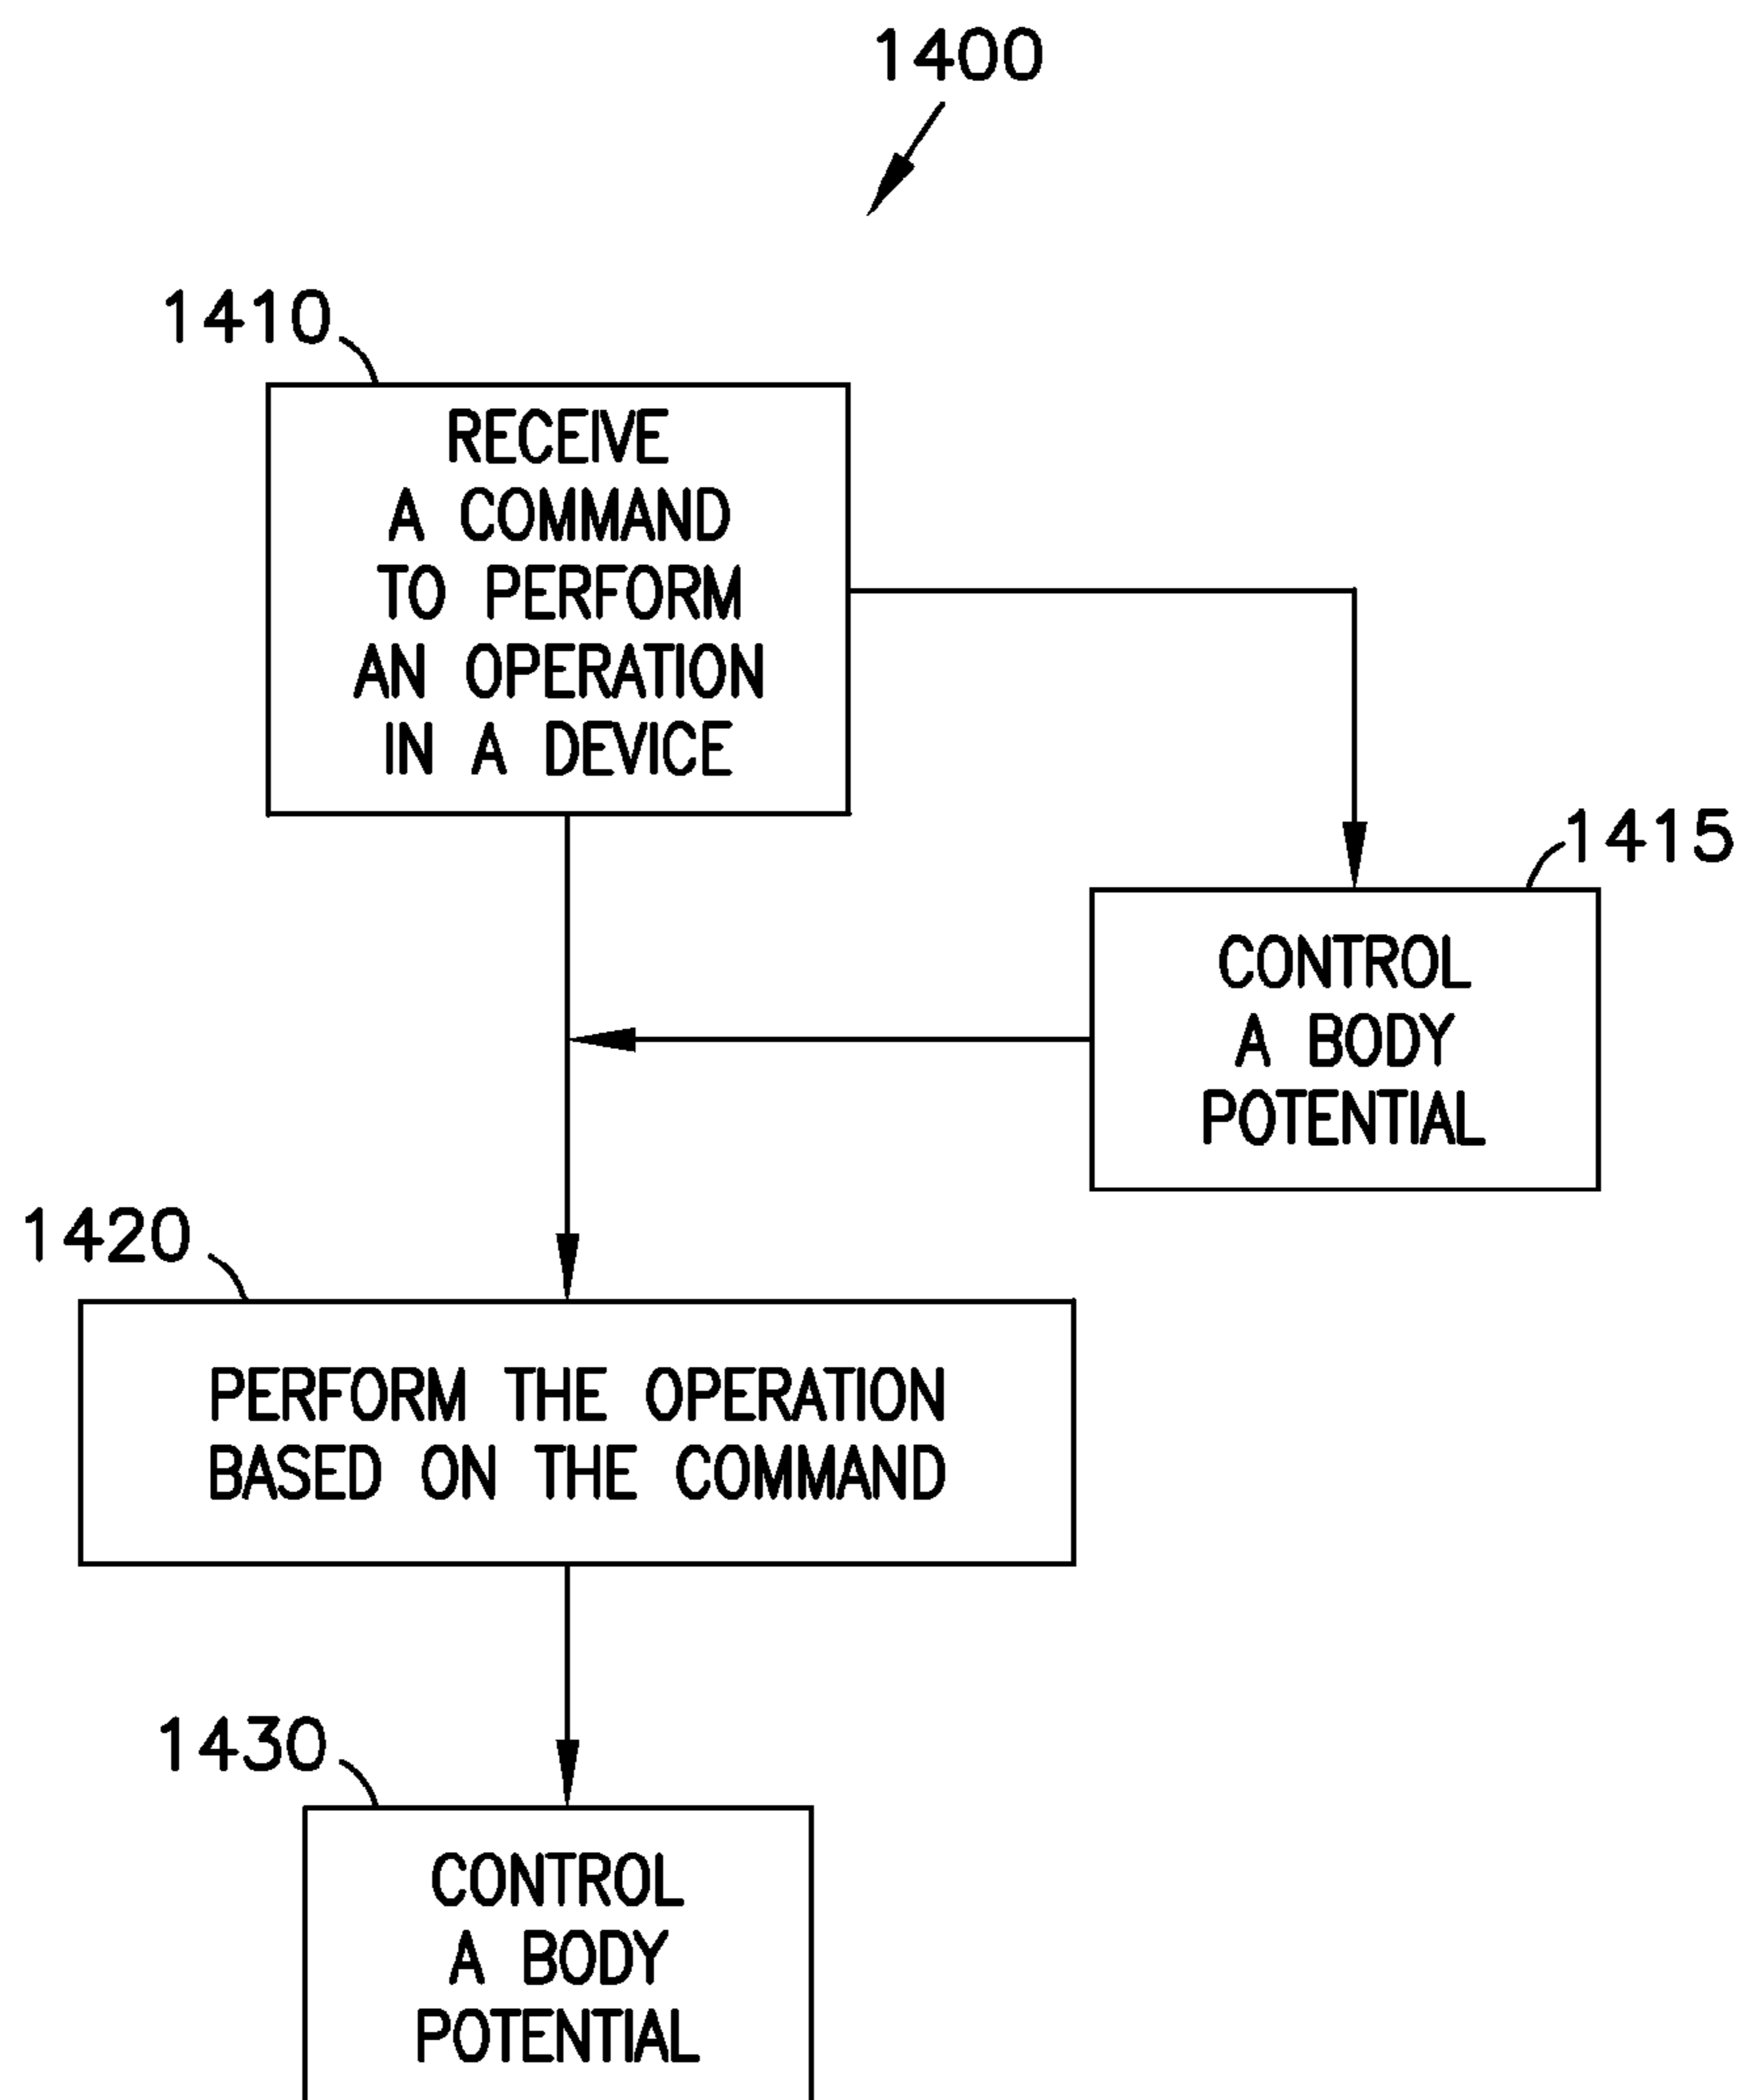 1400
1410
RECEIVE
A COMMAND
TO PERFORM
AN OPERATION
IN A DEVICE
1415
CONTROL
A BODY
POTENTIAL
1420
PERFORM THE OPERATION
BASED ON THE COMMAND
1430
CONTROL
A BODY
POTENTIAL